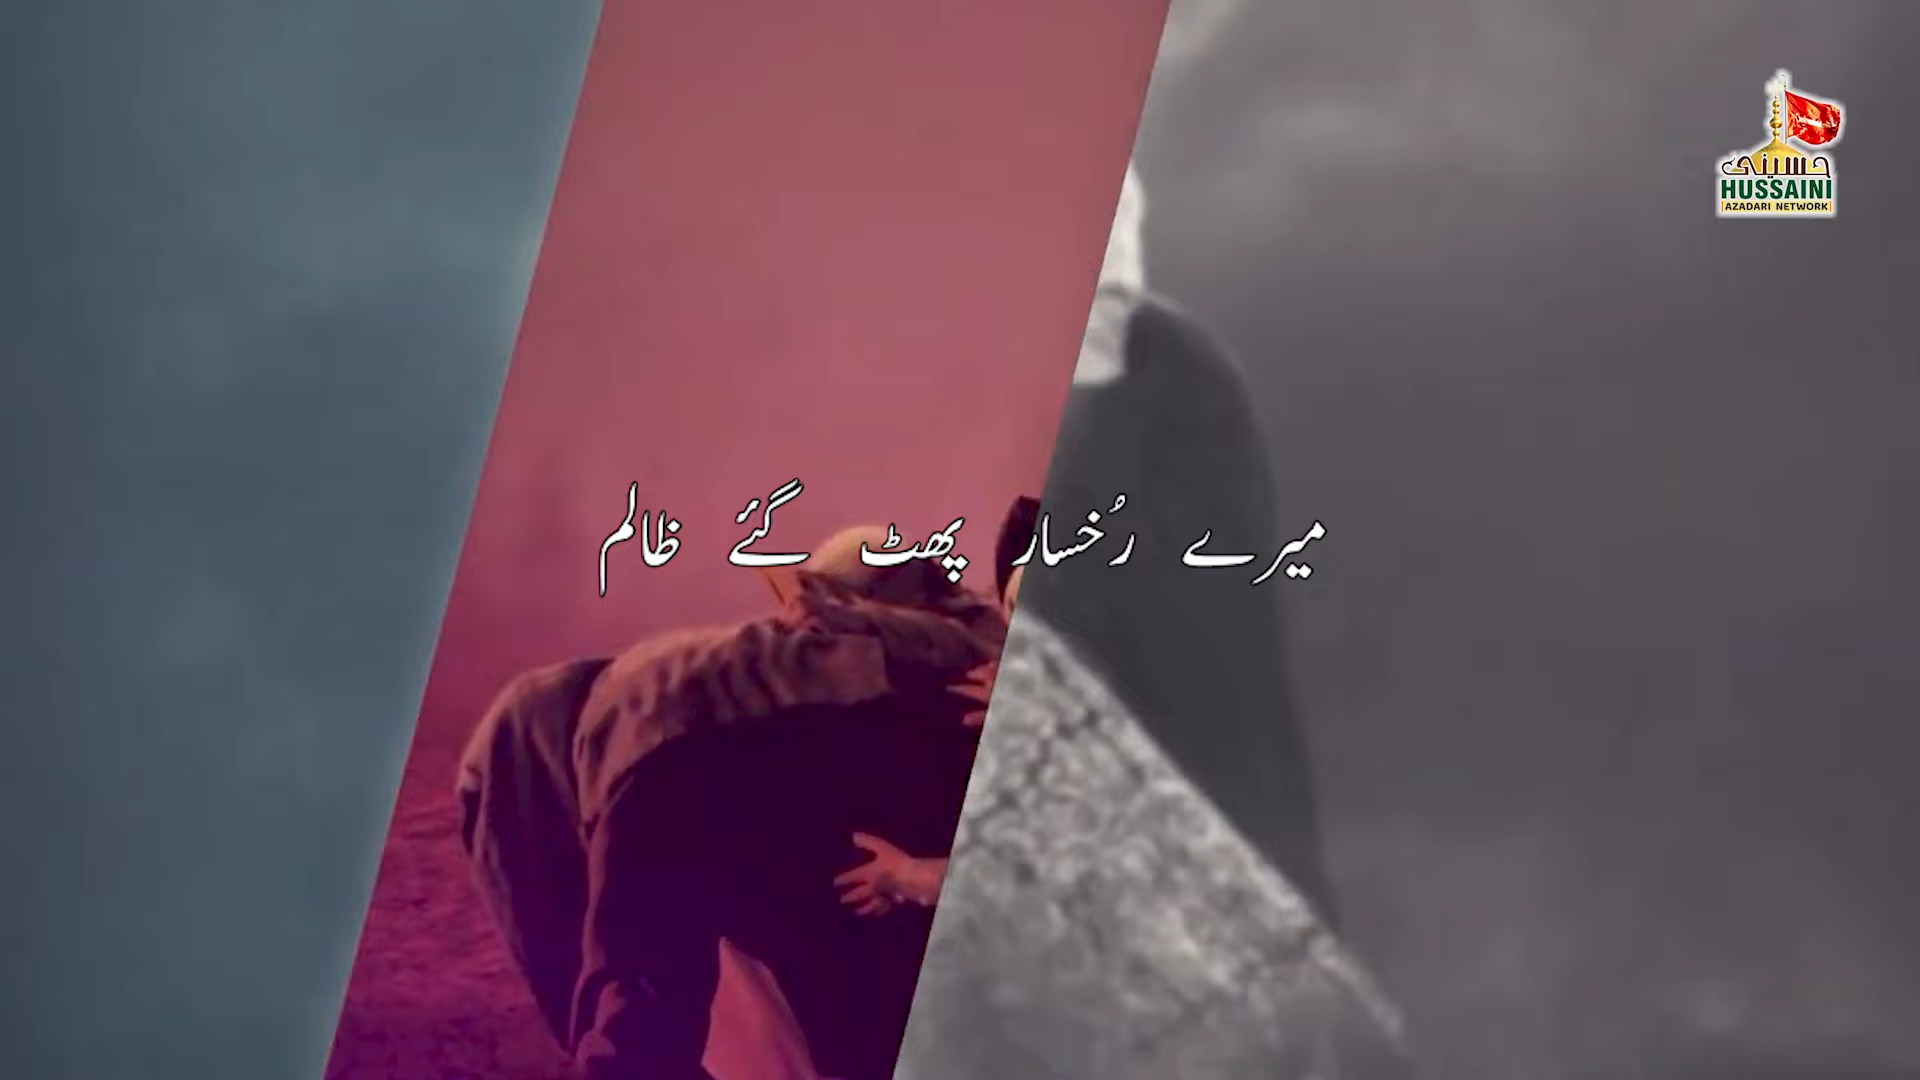 حسینی
HUSSAINI
AZADARI NETWORK
میرے رُخسار پھٹ گئے ظالم